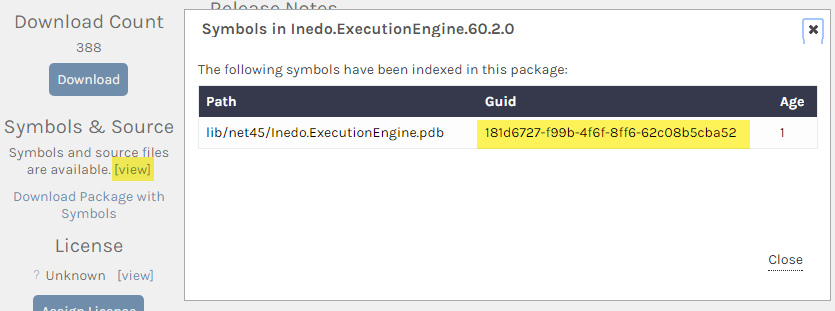 Download Count
388
Download
Symbols & Source
Symbols and source files
are available. [view]
Download Package with
Symbols
License
? Unknown [view]
Assign License
Release Notes
Symbols in Inedo.ExecutionEngine.60.2.0
✖
The following symbols have been indexed in this package:
Path Guid Age
lib/net45/Inedo.ExecutionEngine.pdb 181d6727-f99b-4f6f-8ff6-62c08b5cba52 1
Close